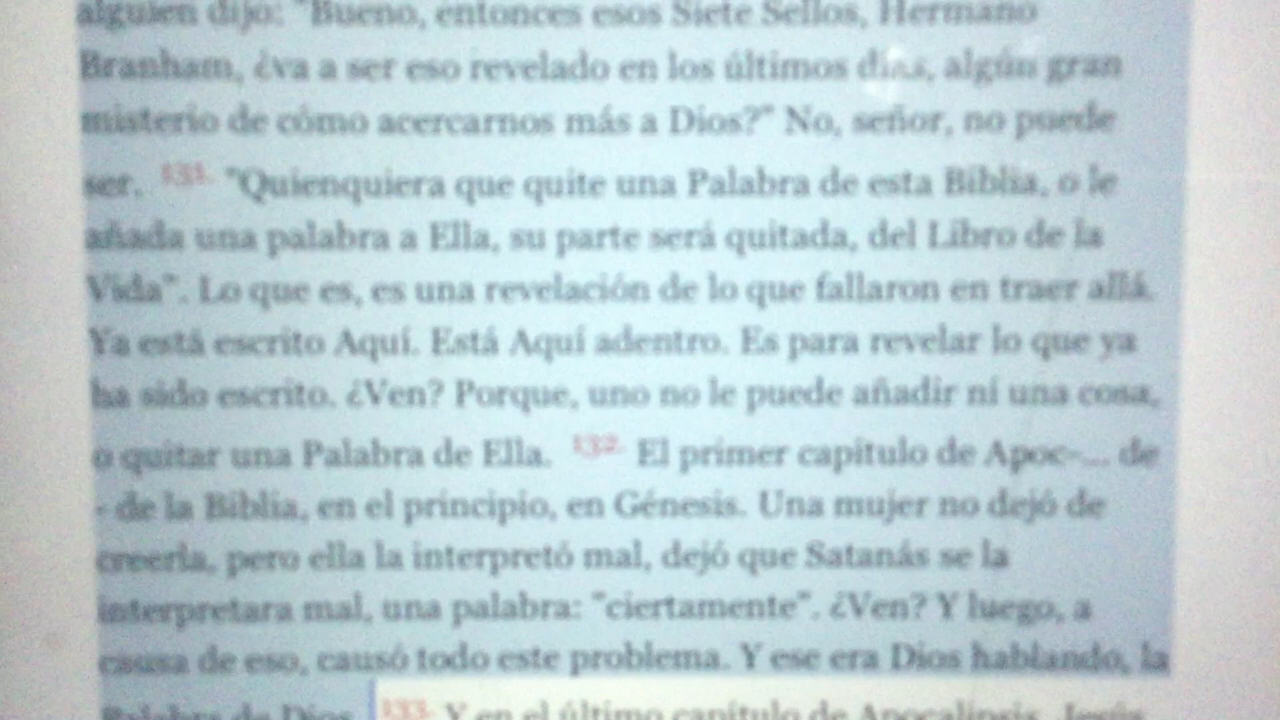 alguien dijo: "Bueno, entonces esos Siete Sellos, Hermano
Branham, ¿va a ser eso revelado en los últimos días, algún gran
misterio de cómo acercarnos más a Dios?" No, señor, no puede
ser. 131. "Quienquiera que quite una Palabra de esta Biblia, o le
añada una palabra a Ella, su parte será quitada, del Libro de la
Vida". Lo que es, es una revelación de lo que fallaron en traer allá.
Ya está escrito Aquí. Está Aquí adentro. Es para revelar lo que ya
ha sido escrito. ¿Ven? Porque, uno no le puede añadir ni una cosa,
o quitar una Palabra de Ella. 132. El primer capítulo de Apoc-... de
- de la Biblia, en el principio, en Génesis. Una mujer no dejó de
creerla, pero ella la interpretó mal, dejó que Satanás se la
interpretara mal, una palabra: "ciertamente". ¿Ven? Y luego, a
causa de eso, causó todo este problema. Y ese era Dios hablando, la
Palabra de Dios. 133. Y en el último capítulo de Apocalipsis, Jesús